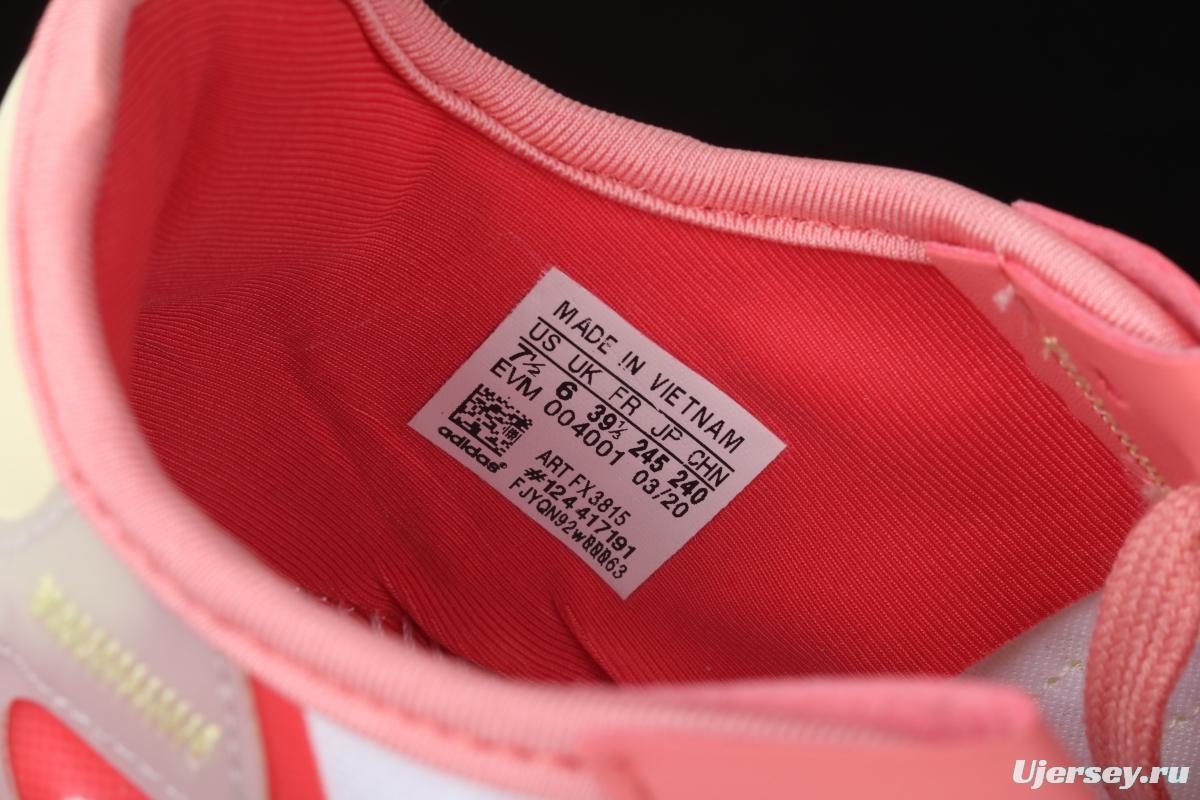 MADE IN VIETNAM
US UK FR JP CHN
7½ 6 39⅓ 245 240
EVM 004001 03/20
adidas®
ART FX3815
#124417191
Ujersey.ru